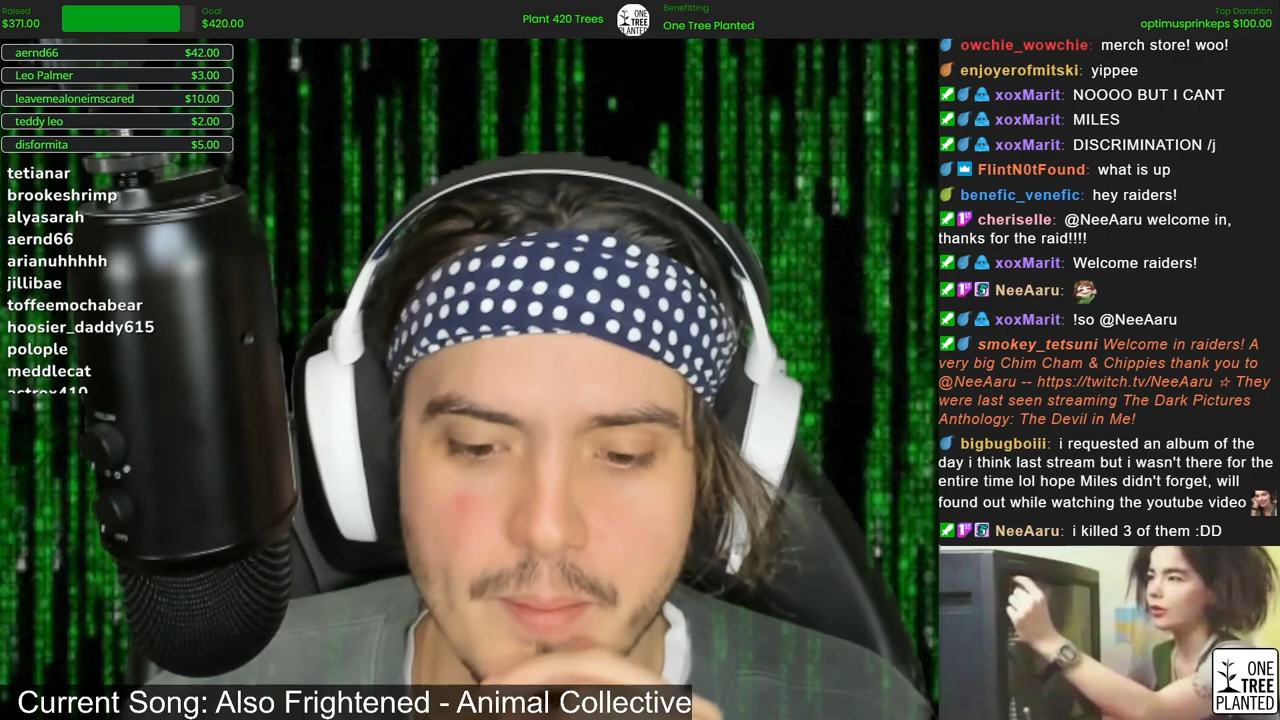 Raised
$371.00
Goal
$420.00
Plant 420 Trees
ONE
TREE
PLANTED
Benefitting
One Tree Planted
Top Donation
optimusprinkeps $100.00
aernd66 $42.00
Leo Palmer $3.00
leavemealoneimscared $10.00
teddy leo $2.00
disformita $5.00
tetianar
brookeshrimp
alyasarah
aernd66
arianuhhhhh
jillibae
toffeemochabear
hoosier_daddy615
polople
meddlecat
owchie_wowchie: merch store! woo!
enjoyerofmitski: yippee
xoxMarit: NOOOO BUT I CANT
xoxMarit: MILES
xoxMarit: DISCRIMINATION /j
FlintN0tFound: what is up
benefic_venefic: hey raiders!
cheriselle: @NeeAaru welcome in,
thanks for the raid!!!!
xoxMarit: Welcome raiders!
NeeAaru:
xoxMarit: !so @NeeAaru
smokey_tetsuni Welcome in raiders! A
very big Chim Cham & Chippies thank you to
@NeeAaru -- https://twitch.tv/NeeAaru ☆ They
were last seen streaming The Dark Pictures
Anthology: The Devil in Me!
bigbugboiii: i requested an album of the
day i think last stream but i wasn't there for the
entire time lol hope Miles didn't forget, will
found out while watching the youtube video
NeeAaru: i killed 3 of them :DD
ONE
TREE
PLANTED
Current Song: Also Frightened - Animal Collective